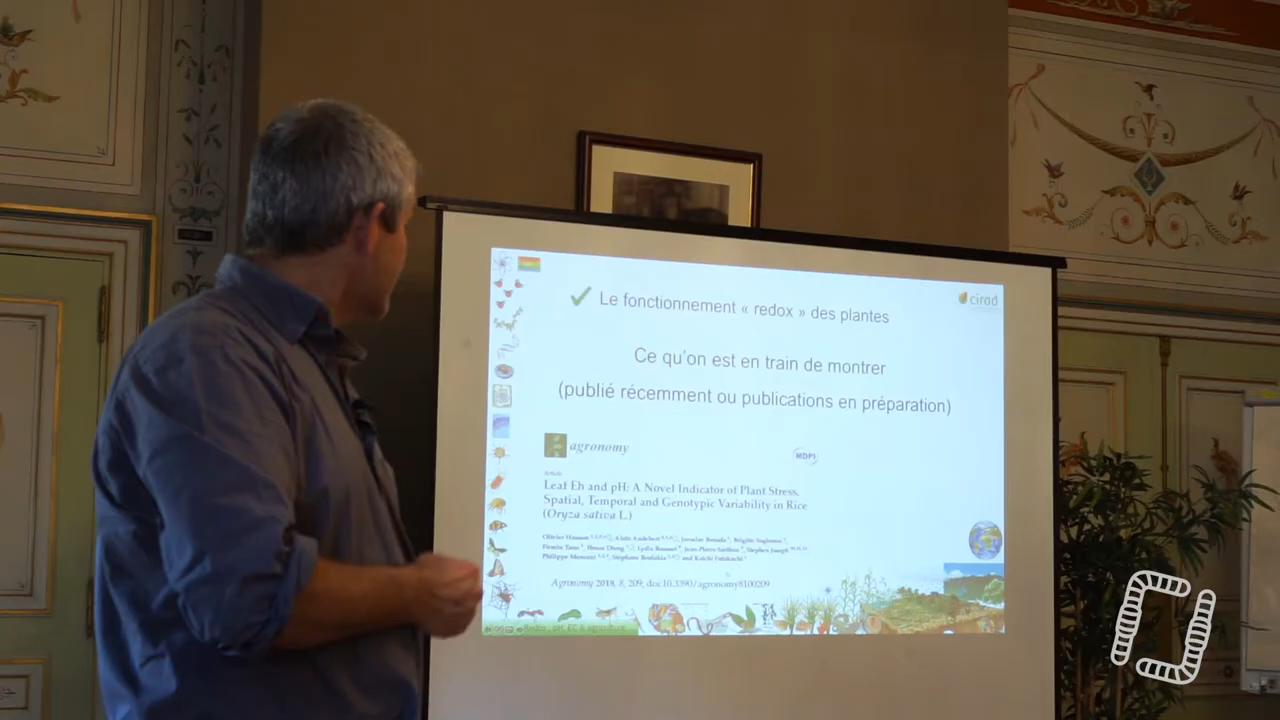 Le fonctionnement « redox » des plantes
cirad
Ce qu'on est en train de montrer
(publié récemment ou publications en préparation)
agronomy
MDPI
Article
Leaf Eh and pH: A Novel Indicator of Plant Stress.
Spatial, Temporal and Genotypic Variability in Rice
(Oryza sativa L.)
Agronomy 2018, 8, 209; doi:10.3390/agronomy8100209